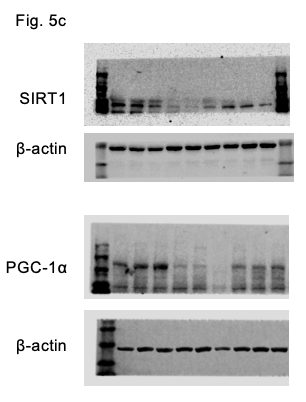 Fig. 5c
SIRT1
β-actin
PGC-1α
β-actin